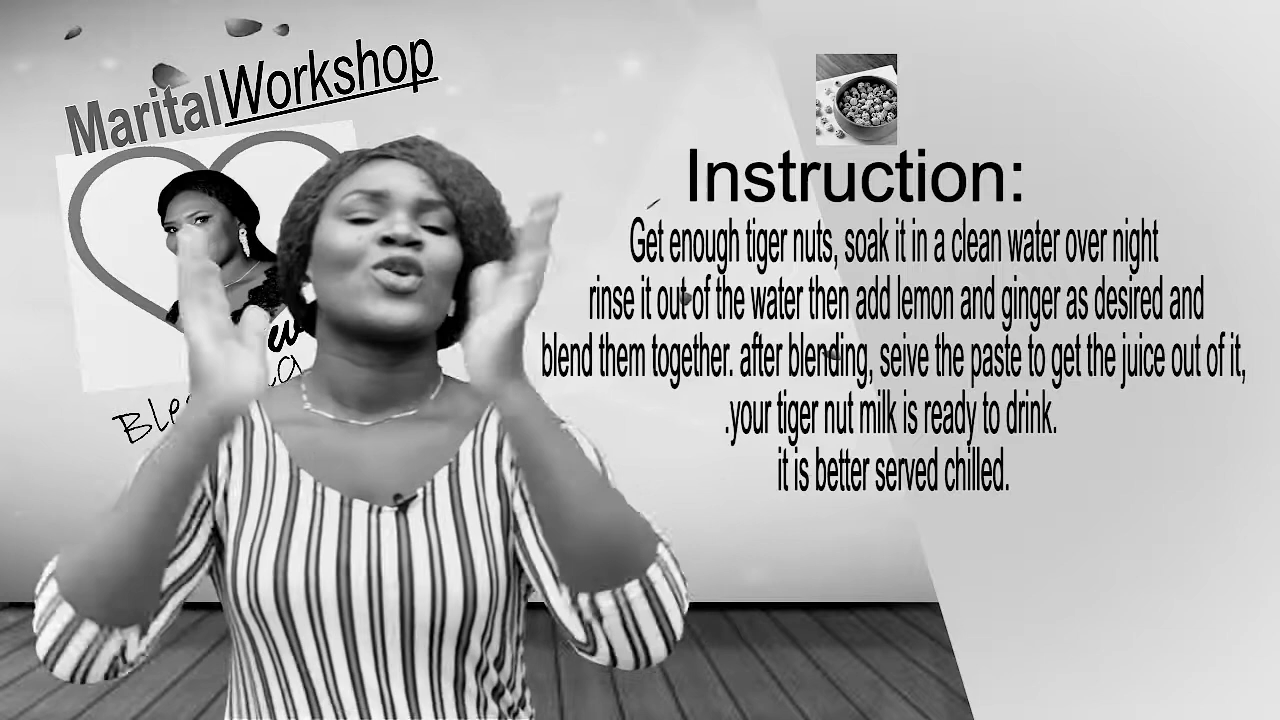 Marital Workshop
Instruction:
Get enough tiger nuts, soak it in a clean water over night
rinse it out of the water then add lemon and ginger as desired and
blend them together. after blending, seive the paste to get the juice out of it,
.your tiger nut milk is ready to drink.
it is better served chilled.